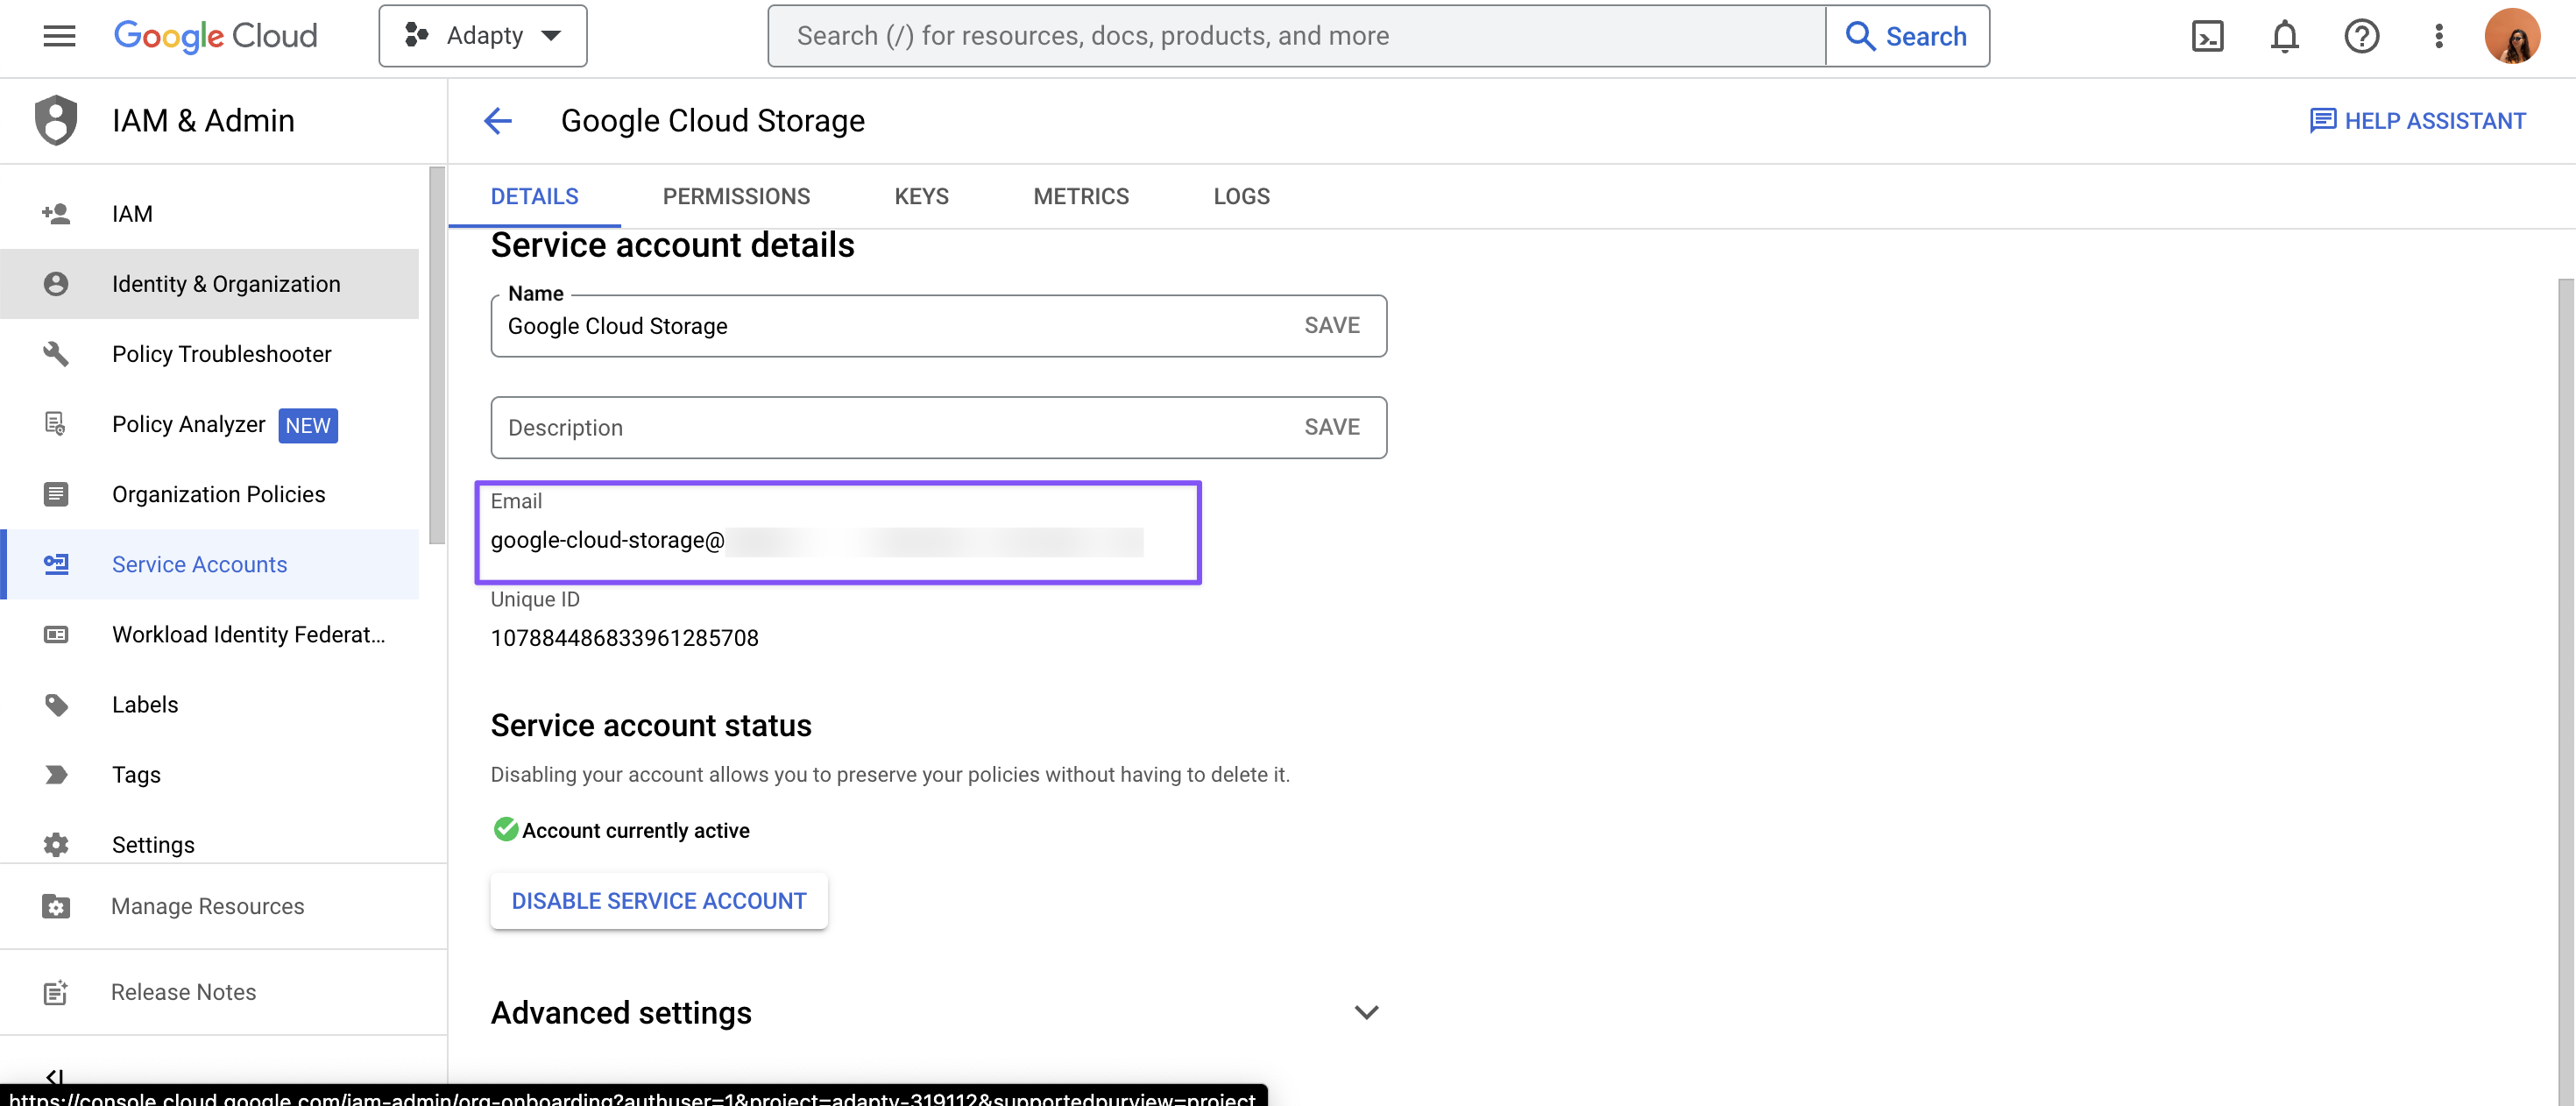 Google Cloud
Adapty
Search (/) for resources, docs, products, and more
Search
IAM & Admin
Google Cloud Storage
HELP ASSISTANT
IAM
Identity & Organization
Policy Troubleshooter
Policy Analyzer NEW
Organization Policies
Service Accounts
Workload Identity Federat...
Labels
Tags
Settings
Manage Resources
Release Notes
DETAILS PERMISSIONS KEYS METRICS LOGS
Service account details
Name
Google Cloud Storage SAVE
Description SAVE
Email
google-cloud-storage@
Unique ID
107884486833961285708
Service account status
Disabling your account allows you to preserve your policies without having to delete it.
Account currently active
DISABLE SERVICE ACCOUNT
Advanced settings
https://console.cloud.google.com/iam-admin/org-onboarding?authuser=1&project=adapty-319112&supportedpurview=project